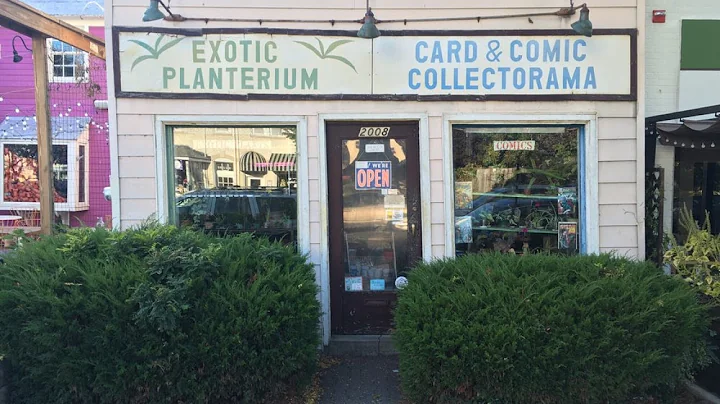 EXOTIC
PLANTERIUM
CARD & COMIC
COLLECTORAMA
2008
WE'RE
OPEN
COMICS